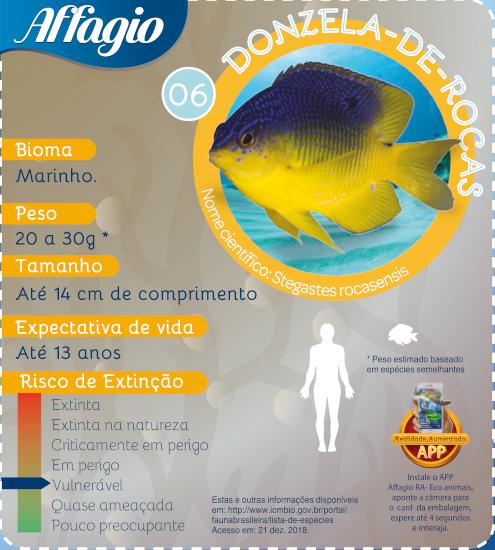 Affagio
DONZELA-DE-ROCAS
06
Nome científico: Stegastes rocasensis
Bioma
Marinho.
Peso
20 a 30g *
Tamanho
Até 14 cm de comprimento
Expectativa de vida
Até 13 anos
Risco de Extinção
Extinta
Extinta na natureza
Criticamente em perigo
Em perigo
Vulnerável
Quase ameaçada
Pouco preocupante
* Peso estimado baseado
em espécies semelhantes
Realidade Aumentada
APP
Instale o APP
Affagio RA- Eco animais,
aponte a câmera para
o card da embalagem,
espere até 4 segundos
e interaja.
Estas e outras informações disponíveis
em: http://www.icmbio.gov.br/portal/
faunabrasileira/lista-de-especies
Acesso em: 21 dez. 2018.